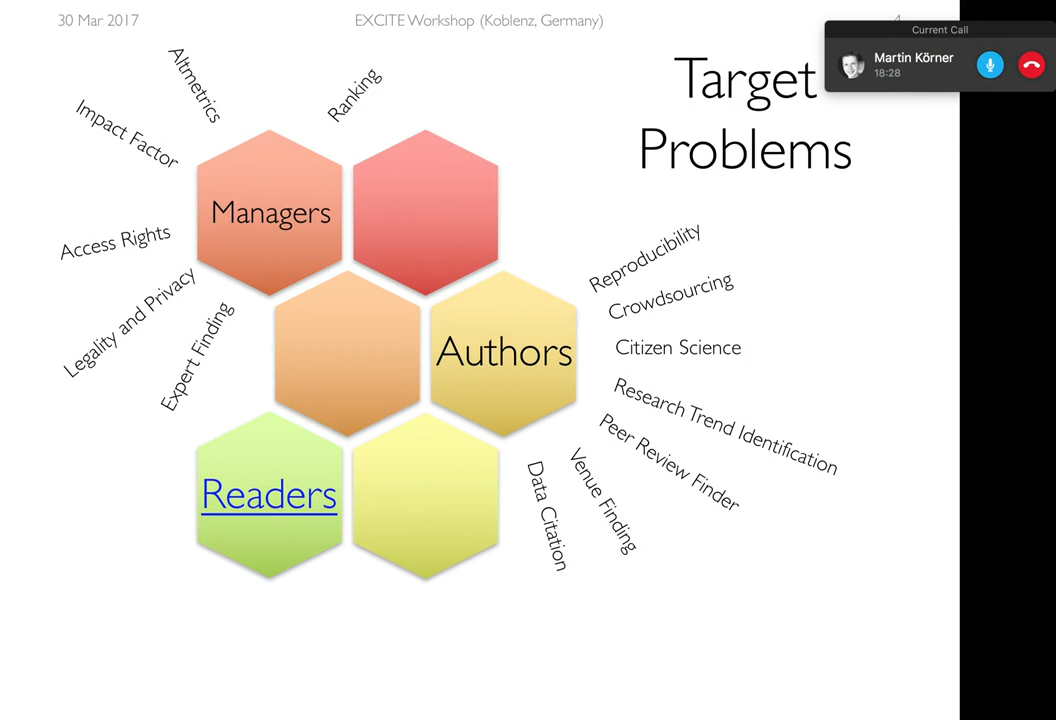 30 Mar 2017
EXCITE Workshop (Koblenz, Germany)
Current Call
Martin Körner
18:28
Target
Problems
Altmetrics
Ranking
Impact Factor
Managers
Access Rights
Legality and Privacy
Expert Finding
Reproducibility
Crowdsourcing
Authors
Citizen Science
Research Trend Identification
Peer Review Finder
Venue Finding
Data Citation
Readers